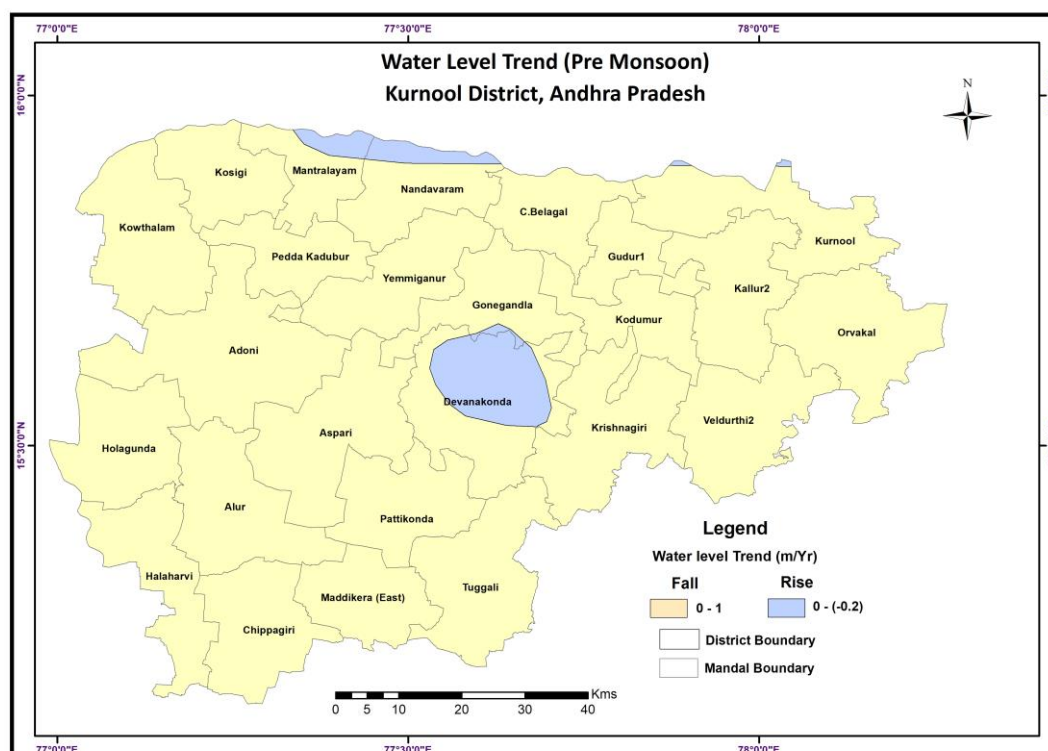 77°0'0"E 77°30'0"E 78°0'0"E
Water Level Trend (Pre Monsoon)
Kurnool District, Andhra Pradesh
N
16°0'0"N
Kosigi
Mantralayam
Nandavaram
Kowthalam
C.Belagal
Kurnool
Pedda Kadubur
Gudur1
Yemmiganur
Kallur2
Gonegandla
Kodumur
Orvakal
Adoni
Devanakonda
Veldurthi2
Krishnagiri
Aspari
Holagunda
15°30'0"N
Alur
Pattikonda
Halaharvi
Tuggali
Maddikera (East)
Chippagiri
Legend
Water level Trend (m/Yr)
Fall Rise
0 - 1 0 - (-0.2)
District Boundary
Mandal Boundary
Kms
0 5 10 20 30 40
77°0'0"E 77°30'0"E 78°0'0"E